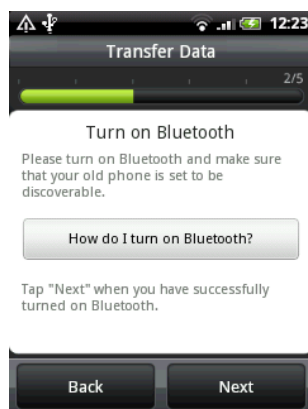 12:23
Transfer Data
2/5
Turn on Bluetooth
Please turn on Bluetooth and make sure
that your old phone is set to be
discoverable.
How do I turn on Bluetooth?
Tap "Next" when you have successfully
turned on Bluetooth.
Back
Next